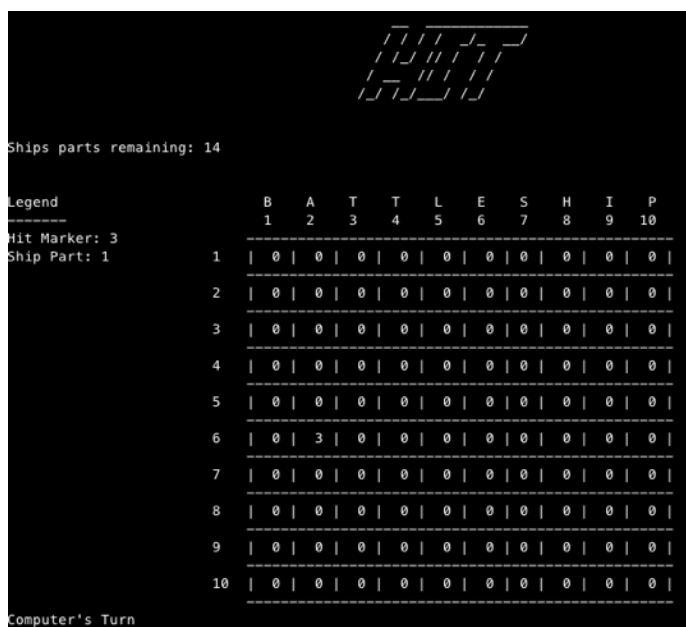 HIT
Ships parts remaining: 14
Legend B A T T L E S H I P
------- 1 2 3 4 5 6 7 8 9 10
Hit Marker: 3
Ship Part: 1 1 | 0 | 0 | 0 | 0 | 0 | 0 | 0 | 0 | 0 | 0 |
2 | 0 | 0 | 0 | 0 | 0 | 0 | 0 | 0 | 0 | 0 |
3 | 0 | 0 | 0 | 0 | 0 | 0 | 0 | 0 | 0 | 0 |
4 | 0 | 0 | 0 | 0 | 0 | 0 | 0 | 0 | 0 | 0 |
5 | 0 | 0 | 0 | 0 | 0 | 0 | 0 | 0 | 0 | 0 |
6 | 0 | 3 | 0 | 0 | 0 | 0 | 0 | 0 | 0 | 0 |
7 | 0 | 0 | 0 | 0 | 0 | 0 | 0 | 0 | 0 | 0 |
8 | 0 | 0 | 0 | 0 | 0 | 0 | 0 | 0 | 0 | 0 |
9 | 0 | 0 | 0 | 0 | 0 | 0 | 0 | 0 | 0 | 0 |
10 | 0 | 0 | 0 | 0 | 0 | 0 | 0 | 0 | 0 | 0 |
Computer's Turn